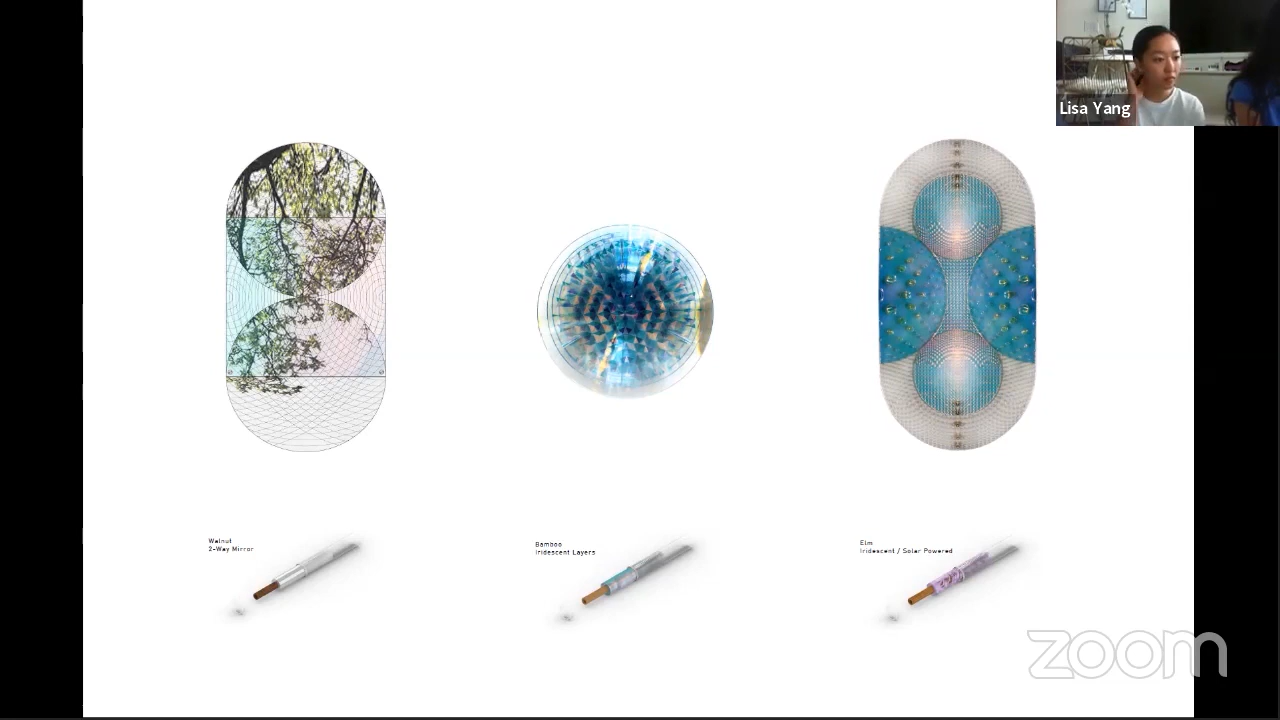 Lisa Yang
Walnut
2-Way Mirror
Bamboo
Iridescent Layers
Elm
Iridescent / Solar Powered
zoom